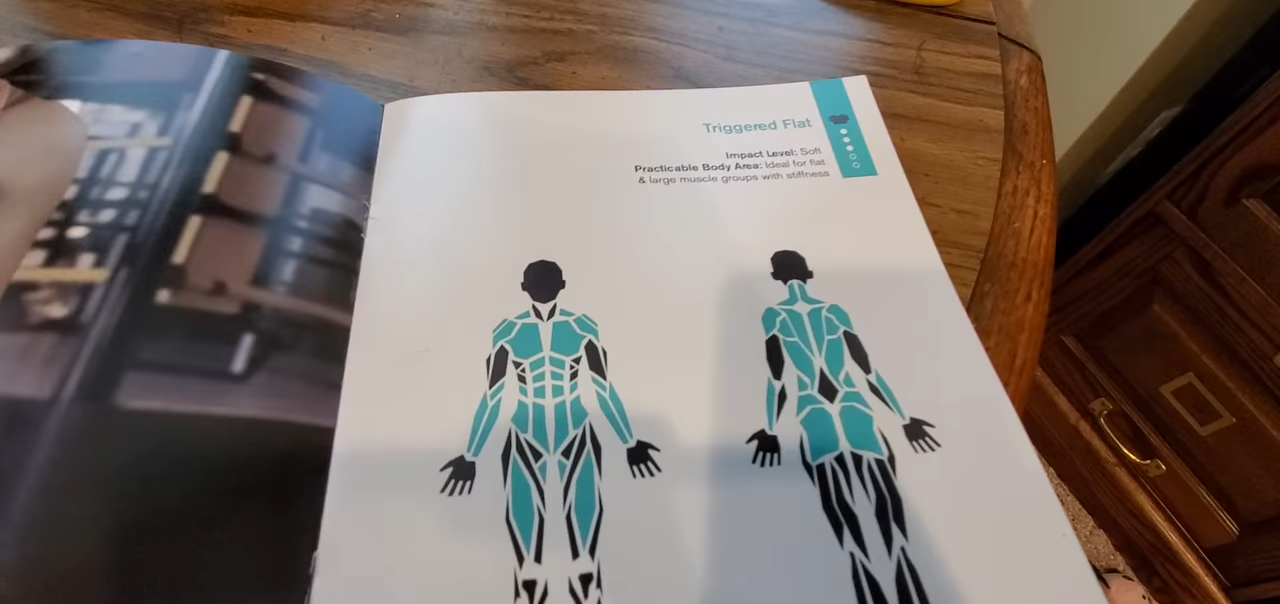 Triggered Flat
Impact Level: Soft
Practicable Body Area: Ideal for flat
& large muscle groups with stiffness